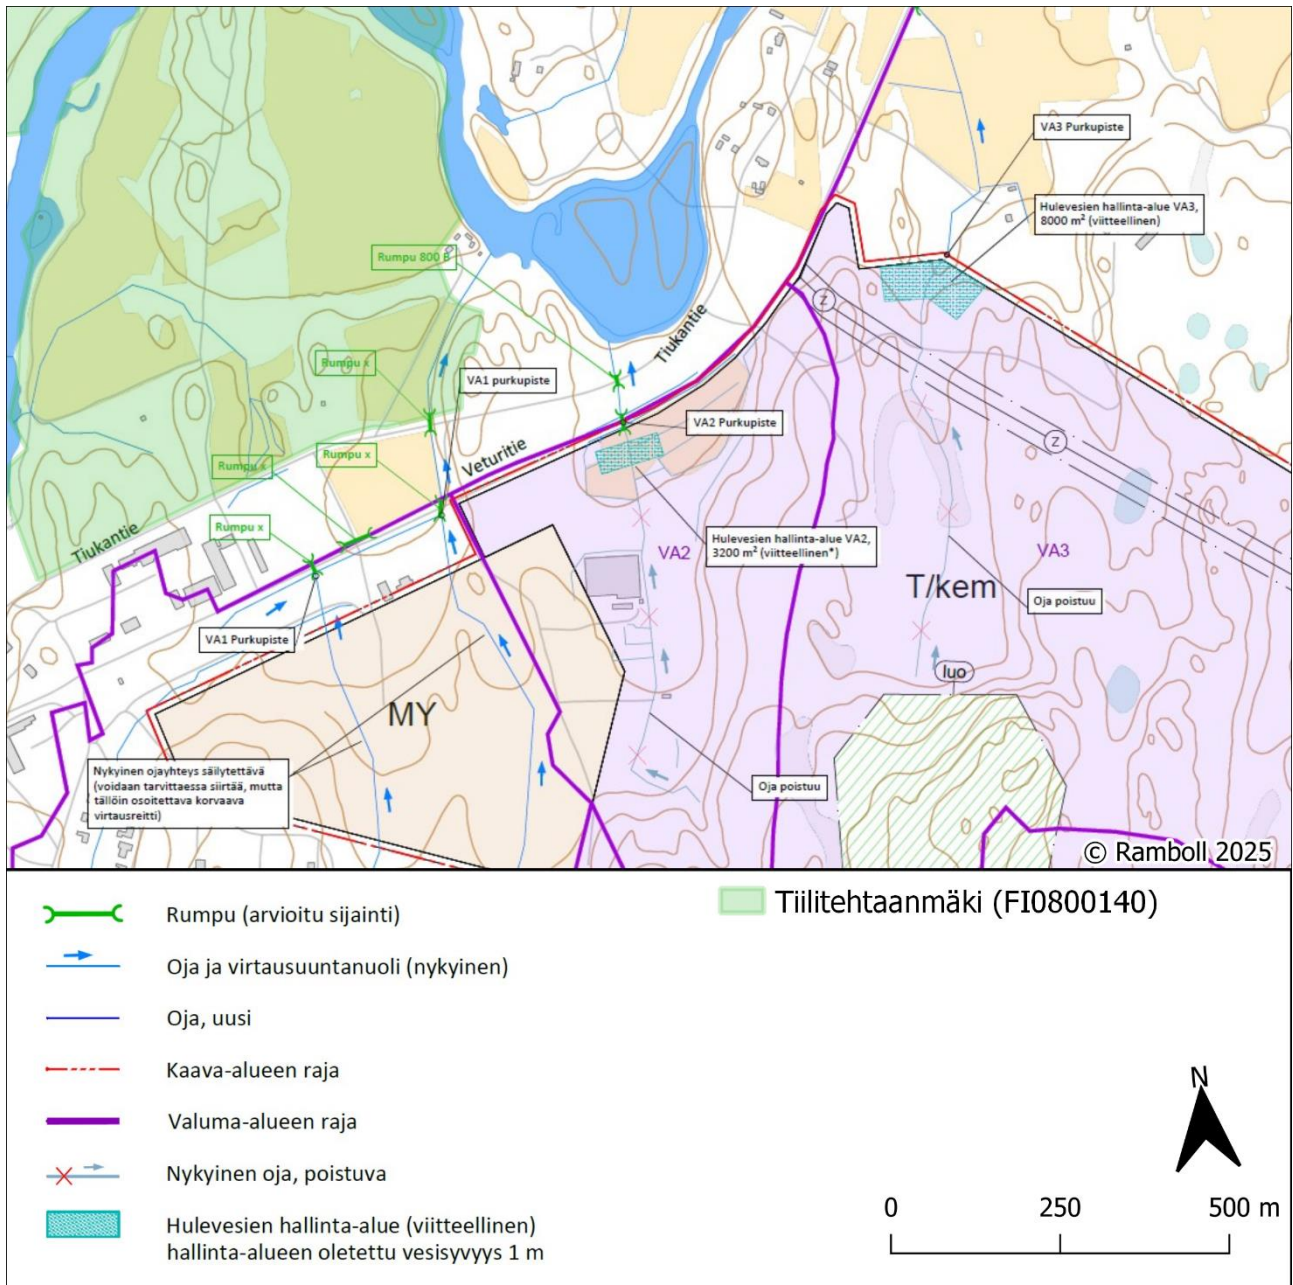 VA3 Purkupiste
Hulevesien hallinta-alue VA3,
8000 m² (viitteellinen)
Rumpu 800 B
Z
Tiukantie
Rumpu x
VA1 purkupiste
VA2 Purkupiste
Z
Veturitie
Rumpu x
Rumpu x
Rumpu x
Tiukantie
Hulevesien hallinta-alue VA2,
3200 m² (viitteellinen*)
VA2
VA3
T/kem
Oja poistuu
VA1 Purkupiste
luo
MY
Nykyinen ojayhteys säilytettävä
(voidaan tarvittaessa siirtää, mutta
tällöin osoitettava korvaava
virtausreitti)
Oja poistuu
© Ramboll 2025
Rumpu (arvioitu sijainti)
Oja ja virtausuuntanuoli (nykyinen)
Oja, uusi
Kaava-alueen raja
Valuma-alueen raja
Nykyinen oja, poistuva
Hulevesien hallinta-alue (viitteellinen)
hallinta-alueen oletettu vesisyvyys 1 m
Tiilitehtaanmäki (FI0800140)
N
0 250 500 m